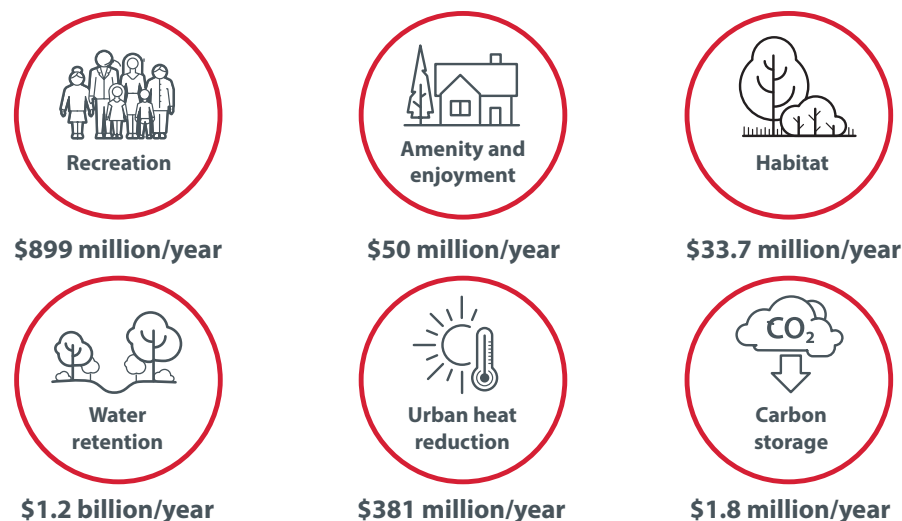 Recreation
$899 million/year
Amenity and
enjoyment
$50 million/year
Habitat
$33.7 million/year
Water
retention
$1.2 billion/year
Urban heat
reduction
$381 million/year
CO2
Carbon
storage
$1.8 million/year